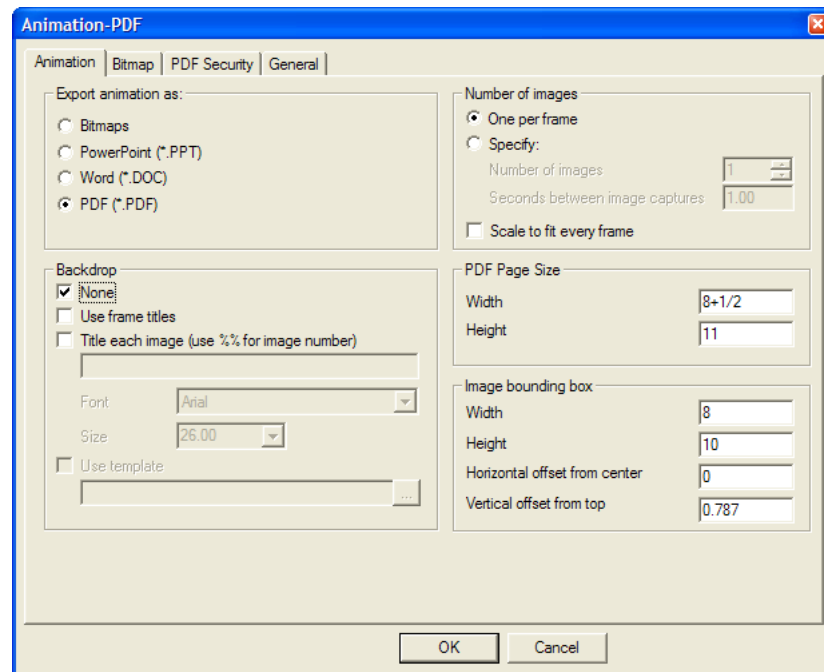 Animation-PDF
Animation Bitmap PDF Security General
Export animation as:
Bitmaps
PowerPoint (*.PPT)
Word (*.DOC)
PDF (*.PDF)
Number of images
One per frame
Specify:
Number of images 1
Seconds between image captures 1.00
Scale to fit every frame
Backdrop
None
Use frame titles
Title each image (use %% for image number)
Font Arial
Size 26.00
Use template
...
PDF Page Size
Width 8+1/2
Height 11
Image bounding box
Width 8
Height 10
Horizontal offset from center 0
Vertical offset from top 0.787
OK Cancel